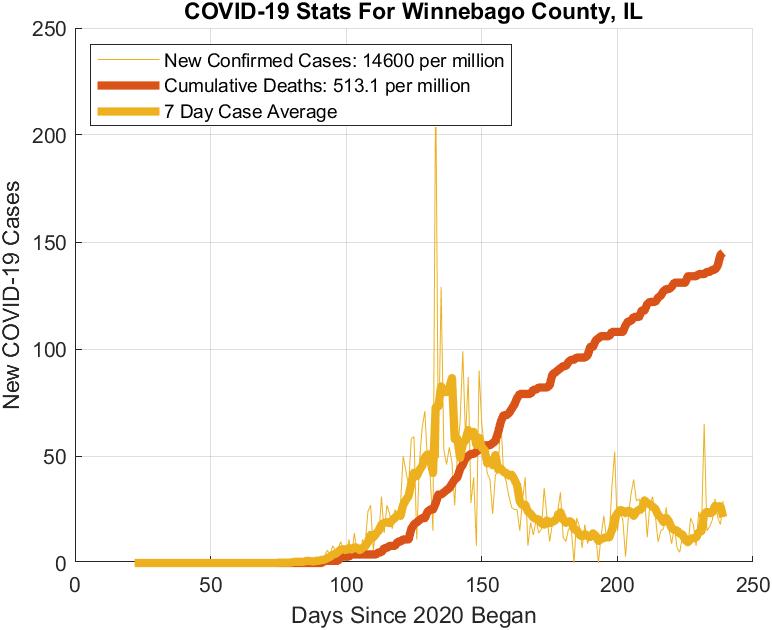 COVID-19 Stats For Winnebago County, IL
250
New Confirmed Cases: 14600 per million
Cumulative Deaths: 513.1 per million
7 Day Case Average
200
150
100
50
0
New COVID-19 Cases
0 50 100 150 200 250
Days Since 2020 Began